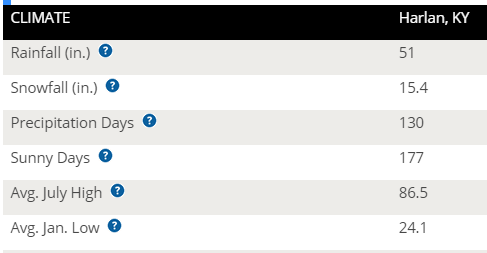 CLIMATE Harlan, KY
Rainfall (in.) ? 51
Snowfall (in.) ? 15.4
Precipitation Days ? 130
Sunny Days ? 177
Avg. July High ? 86.5
Avg. Jan. Low ? 24.1